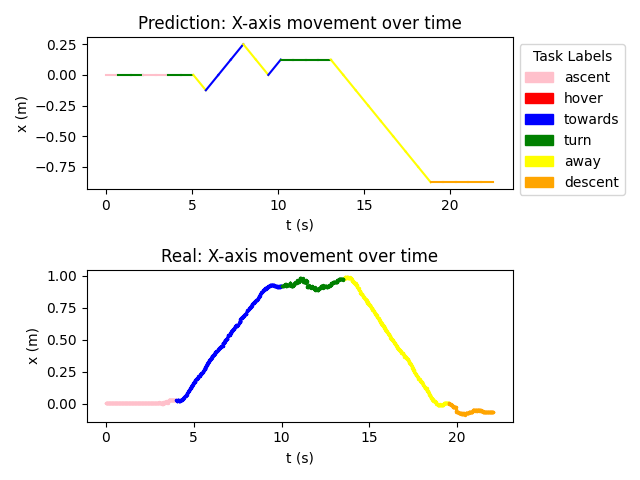 Prediction: X-axis movement over time
0.25
0.00
−0.25
−0.50
−0.75
x (m)
0
5
10
15
20
t (s)
Task Labels
ascent
hover
towards
turn
away
descent
Real: X-axis movement over time
1.00
0.75
0.50
0.25
0.00
x (m)
0
5
10
15
20
t (s)